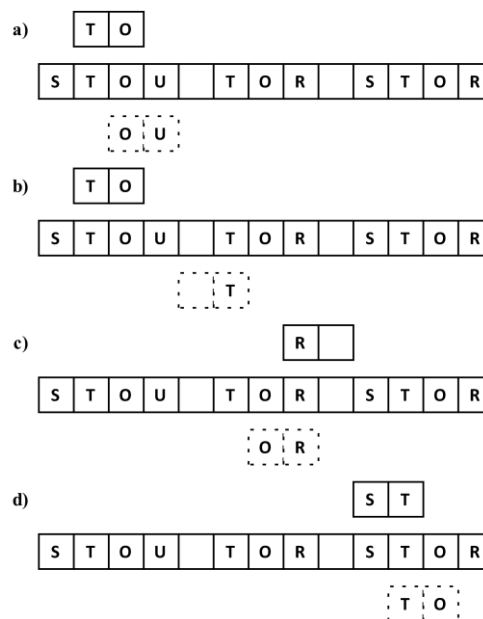 a) T O
S T O U T O R S T O R
O U
b) T O
S T O U T O R S T O R
T
c) R
S T O U T O R S T O R
O R
d) S T
S T O U T O R S T O R
T O